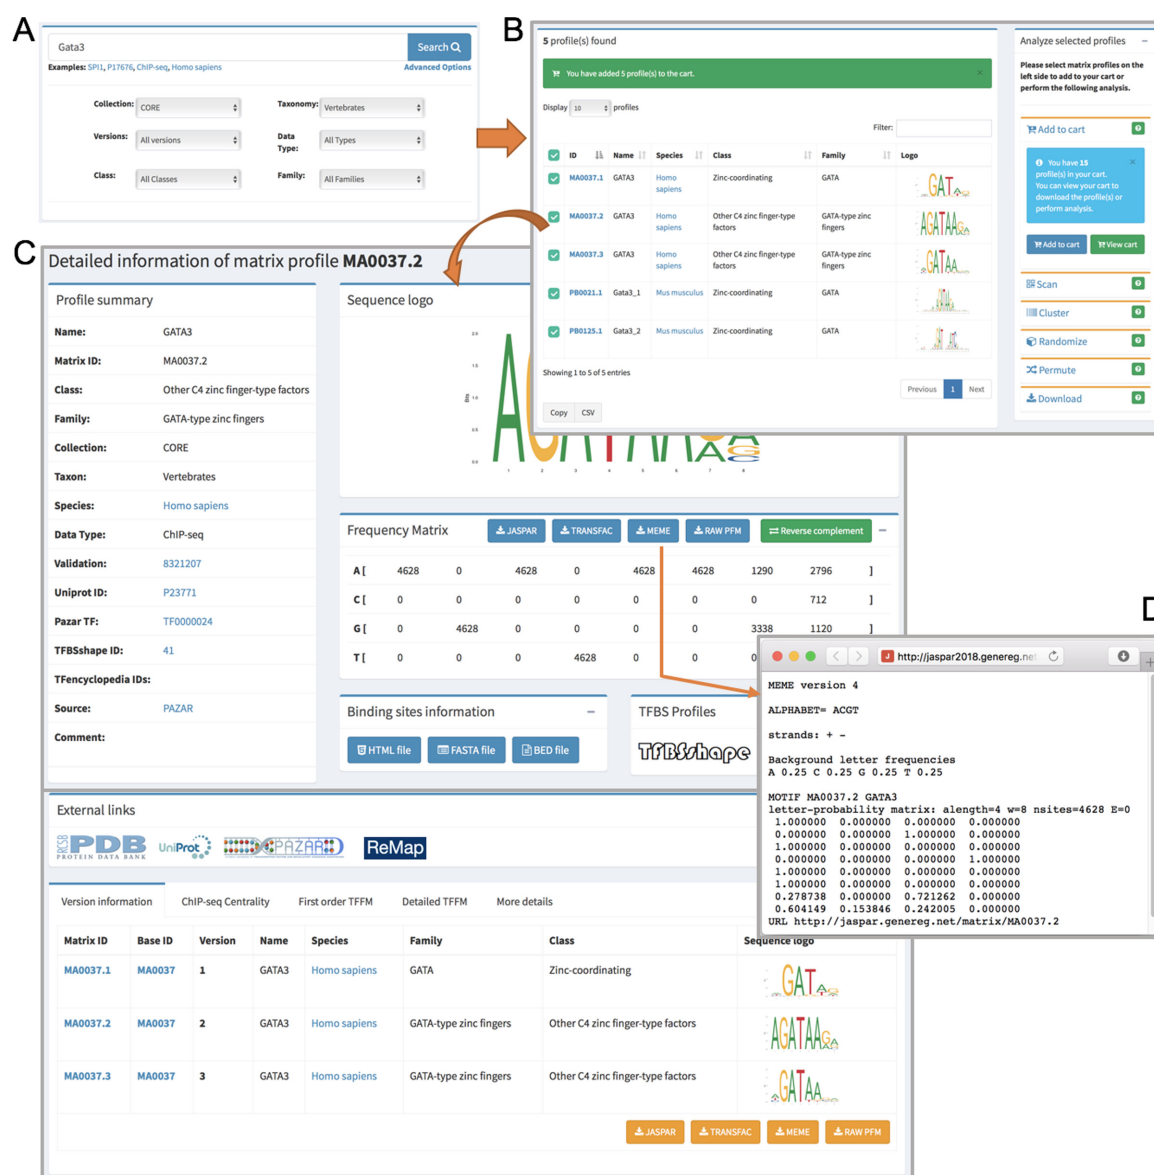 A
Gata3
Search
Examples: SPI1, P17676, ChIP-seq, Homo sapiens
Advanced Options
Collection: CORE Taxonomy: Vertebrates
Versions: All versions Data Type: All Types
Class: All Classes Family: All Families
B
5 profile(s) found
You have added 5 profile(s) to the cart. ×
Display 10 profiles
Filter:
ID Name Species Class Family Logo
MA0037.1 GATA3 Homo sapiens Zinc-coordinating GATA
MA0037.2 GATA3 Homo sapiens Other C4 zinc finger-type factors GATA-type zinc fingers
MA0037.3 GATA3 Homo sapiens Other C4 zinc finger-type factors GATA-type zinc fingers
PB0021.1 Gata3_1 Mus musculus Zinc-coordinating GATA
PB0125.1 Gata3_2 Mus musculus Zinc-coordinating GATA
Showing 1 to 5 of 5 entries
Previous 1 Next
Copy CSV
Analyze selected profiles −
Please select matrix profiles on the
left side to add to your cart or
perform the following analysis.
Add to cart ?
You have 15 ×
profile(s) in your cart.
You can view your cart to
download the profile(s) or
perform analysis.
Add to cart View cart
Scan ?
Cluster ?
Randomize ?
Permute ?
Download ?
C
Detailed information of matrix profile MA0037.2
Profile summary
Name: GATA3
Matrix ID: MA0037.2
Class: Other C4 zinc finger-type factors
Family: GATA-type zinc fingers
Collection: CORE
Taxon: Vertebrates
Species: Homo sapiens
Data Type: ChIP-seq
Validation: 8321207
Uniprot ID: P23771
Pazar TF: TF0000024
TFBSshape ID: 41
TFencyclopedia IDs:
Source: PAZAR
Comment:
Sequence logo
Bits
1 2 3 4 5 6 7 8
Frequency Matrix JASPAR TRANSFAC MEME RAW PFM Reverse complement −
A [ 4628 0 4628 0 4628 4628 1290 2796 ]
C [ 0 0 0 0 0 0 0 712 ]
G [ 0 4628 0 0 0 0 3338 1120 ]
T [ 0 0 0 4628 0 0 0
Binding sites information −
HTML file FASTA file BED file
TFBS Profiles
TFBSshape
D
http://jaspar2018.genereg.net
MEME version 4
ALPHABET= ACGT
strands: + -
Background letter frequencies
A 0.25 C 0.25 G 0.25 T 0.25
MOTIF MA0037.2 GATA3
letter-probability matrix: alength=4 w=8 nsites=4628 E=0
1.000000 0.000000 0.000000 0.000000
0.000000 0.000000 1.000000 0.000000
1.000000 0.000000 0.000000 0.000000
0.000000 0.000000 0.000000 1.000000
1.000000 0.000000 0.000000 0.000000
1.000000 0.000000 0.000000 0.000000
0.278738 0.000000 0.721262 0.000000
0.604149 0.153846 0.242005 0.000000
URL http://jaspar.genereg.net/matrix/MA0037.2
External links
RCSB PDB
PROTEIN DATA BANK
UniProt
PAZAR
ReMap
Version information ChIP-seq Centrality First order TFFM Detailed TFFM More details
Matrix ID Base ID Version Name Species Family Class Sequence logo
MA0037.1 MA0037 1 GATA3 Homo sapiens GATA Zinc-coordinating
MA0037.2 MA0037 2 GATA3 Homo sapiens GATA-type zinc fingers Other C4 zinc finger-type factors
MA0037.3 MA0037 3 GATA3 Homo sapiens GATA-type zinc fingers Other C4 zinc finger-type factors
JASPAR TRANSFAC MEME RAW PFM